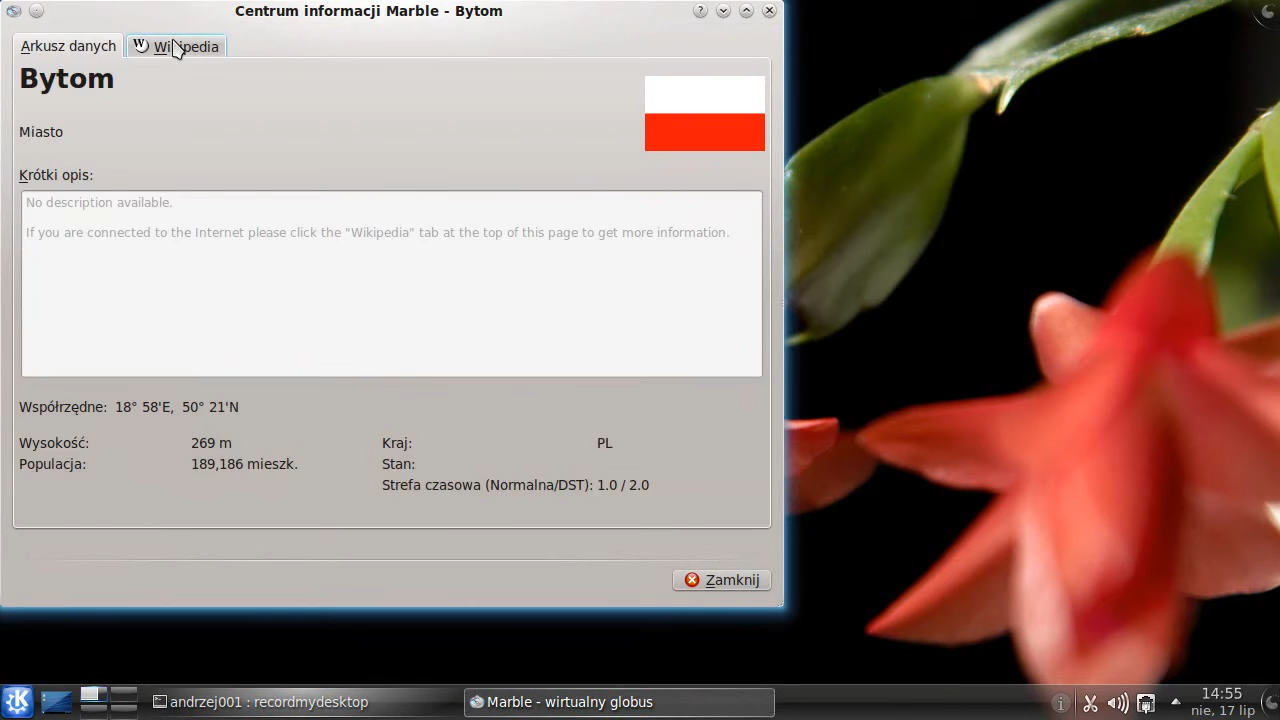 Centrum informacji Marble - Bytom
Arkusz danych
W Wikipedia
Bytom
Miasto
Krótki opis:
No description available.
If you are connected to the Internet please click the "Wikipedia" tab at the top of this page to get more information.
Współrzędne: 18° 58'E, 50° 21'N
Wysokość: 269 m Kraj: PL
Populacja: 189,186 mieszk. Stan:
Strefa czasowa (Normalna/DST): 1.0 / 2.0
Zamknij
andrzej001 : recordmydesktop
Marble - wirtualny globus
14:55
nie, 17 lip